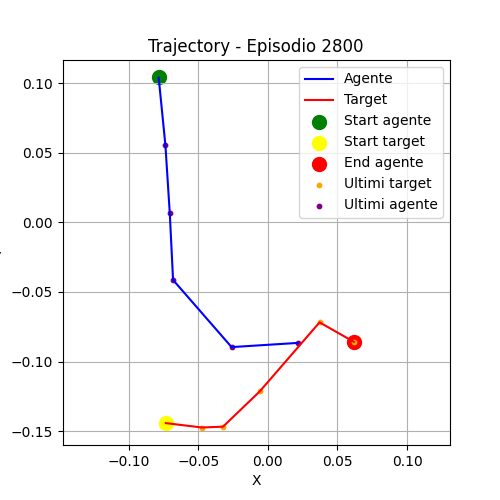 Trajectory - Episodio 2800
Agente
Target
Start agente
Start target
End agente
Ultimi target
Ultimi agente
0.10
0.05
0.00
−0.05
−0.10
−0.15
−0.10
−0.05
0.00
0.05
0.10
X